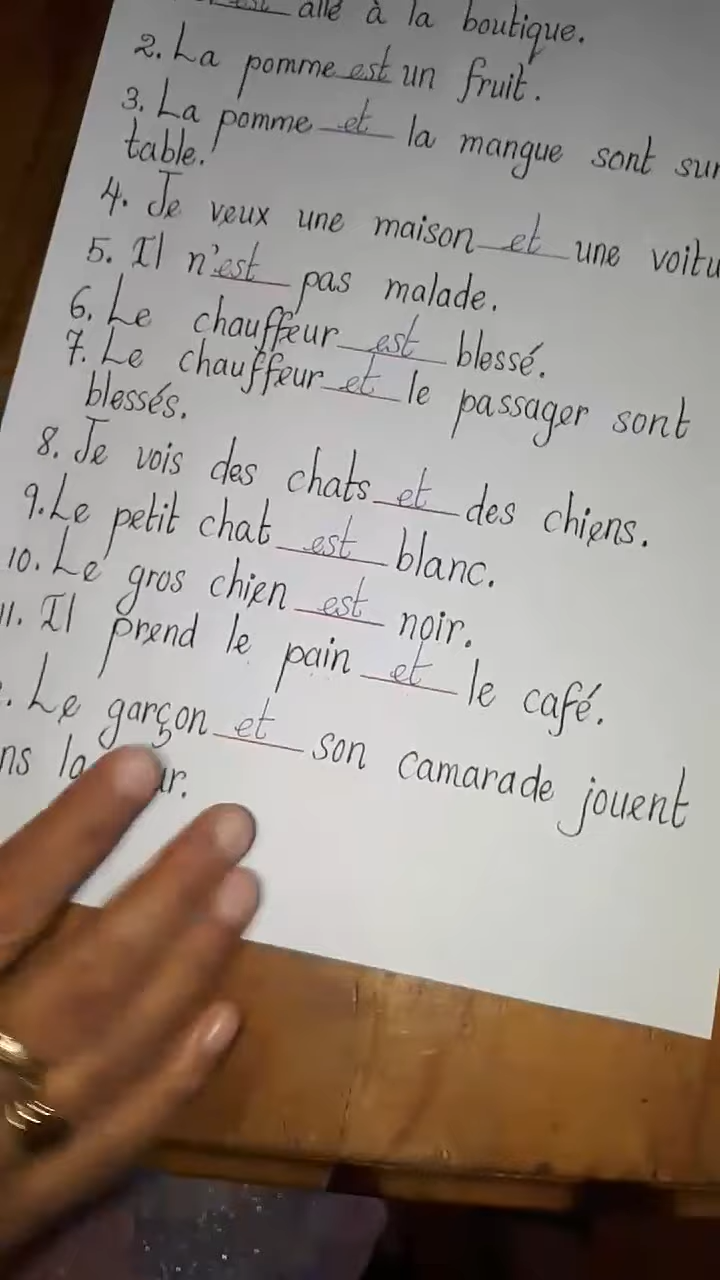 est allé à la boutique.
2. La pomme est un fruit.
3. La pomme et la mangue sont sur
table.
4. Je veux une maison et une voitu
5. Il n'est pas malade.
6. Le chauffeur est blessé.
7. Le chauffeur et le passager sont
blessés.
8. Je vois des chats et des chiens.
9. Le petit chat est blanc.
10. Le gros chien est noir.
11. Il prend le pain et le café.
. Le garçon et son camarade jouent
ns la ur.